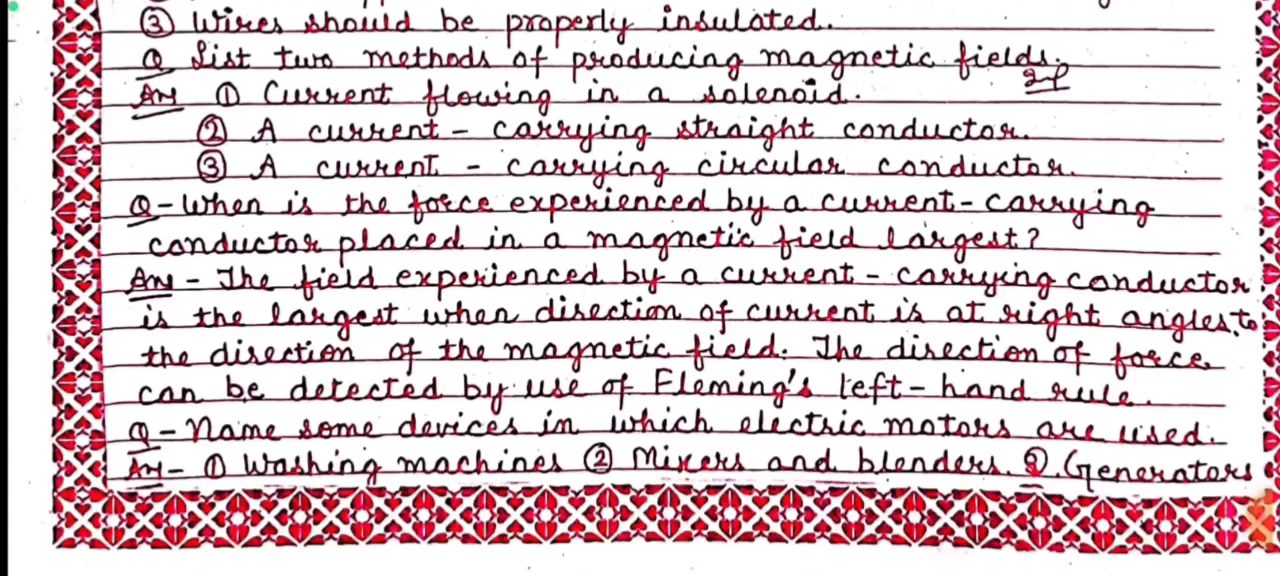 ③ Wires should be properly insulated.
Q List two methods of producing magnetic fields.
Ans ① Current flowing in a solenoid.
② A current - carrying straight conductor.
③ A current - carrying circular conductor.
Q - When is the force experienced by a current - carrying
conductor placed in a magnetic field largest?
Ans - The field experienced by a current - carrying conductor
is the largest when direction of current is at right angles to
the direction of the magnetic field. The direction of force
can be detected by use of Fleming's left - hand rule.
Q - Name some devices in which electric motors are used.
Ans - ① Washing machines ② Mixers and blenders. Generators